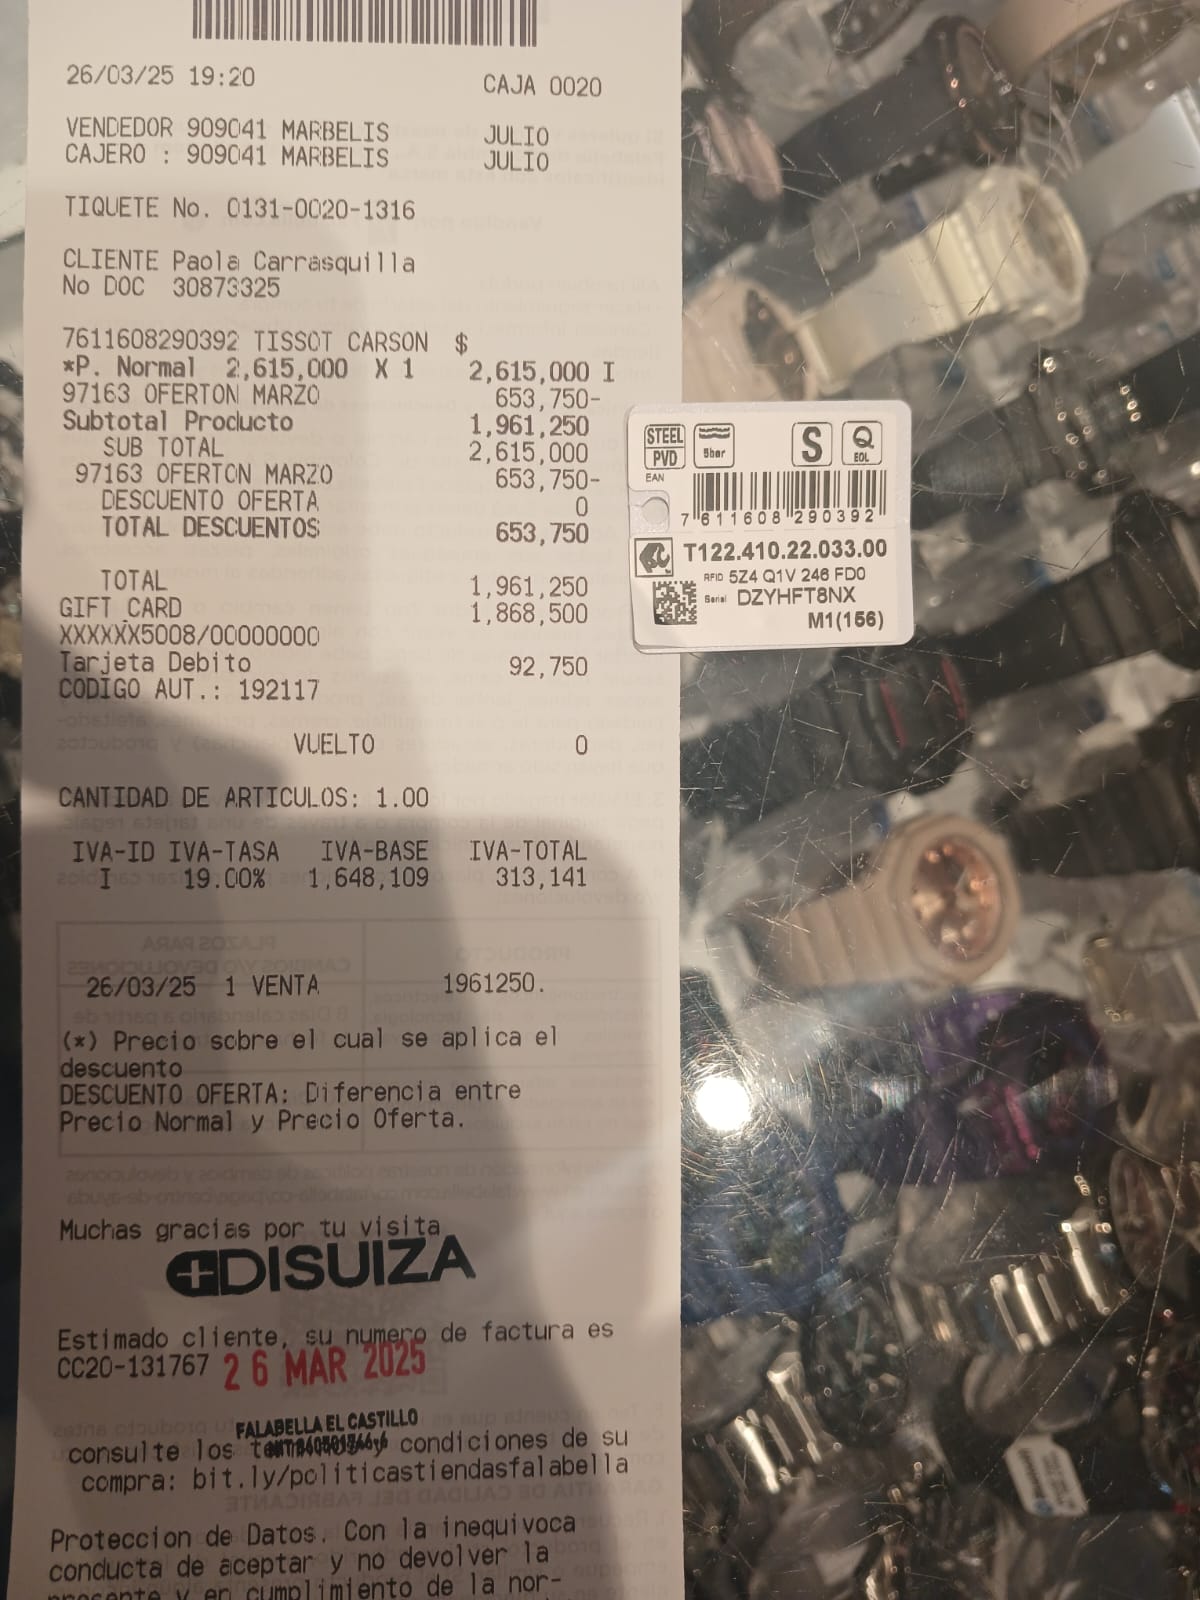 26/03/25 19:20 CAJA 0020
VENDEDOR 909041 MARBELIS JULIO
CAJERO : 909041 MARBELIS JULIO
TIQUETE No. 0131-0020-1316
CLIENTE Paola Carrasquilla
No DOC 30873325
7611608290392 TISSOT CARSON $
*P. Normal 2,615,000 X 1 2,615,000 I
97163 OFERTON MARZO 653,750-
Subtotal Producto 1,961,250
SUB TOTAL 2,615,000
97163 OFERTON MARZO 653,750-
DESCUENTO OFERTA 0
TOTAL DESCUENTOS 653,750
TOTAL 1,961,250
GIFT CARD 1,868,500
XXXXXX5008/00000000
Tarjeta Debito 92,750
CODIGO AUT.: 192117
VUELTO 0
CANTIDAD DE ARTICULOS: 1.00
IVA-ID IVA-TASA IVA-BASE IVA-TOTAL
I 19.00% 1,648,109 313,141
26/03/25 1 VENTA 1961250.
(*) Precio sobre el cual se aplica el
descuento
DESCUENTO OFERTA: Diferencia entre
Precio Normal y Precio Oferta.
Muchas gracias por tu visita
DISUIZA
Estimado cliente, su numero de factura es
CC20-131767 26 MAR 2025
FALABELLA EL CASTILLO
consulte los condiciones de su
compra: bit.ly/politicastiendasfalabella
Proteccion de Datos. Con la inequivoca
conducta de aceptar y no devolver la
presente y en cumplimiento de la nor-
STEEL
PVD
5bar
S
Q
EOL
EAN
7 611608 290392
T122.410.22.033.00
RFID 5Z4 Q1V 246 FD0
Serial DZYHFT8NX
M1(156)